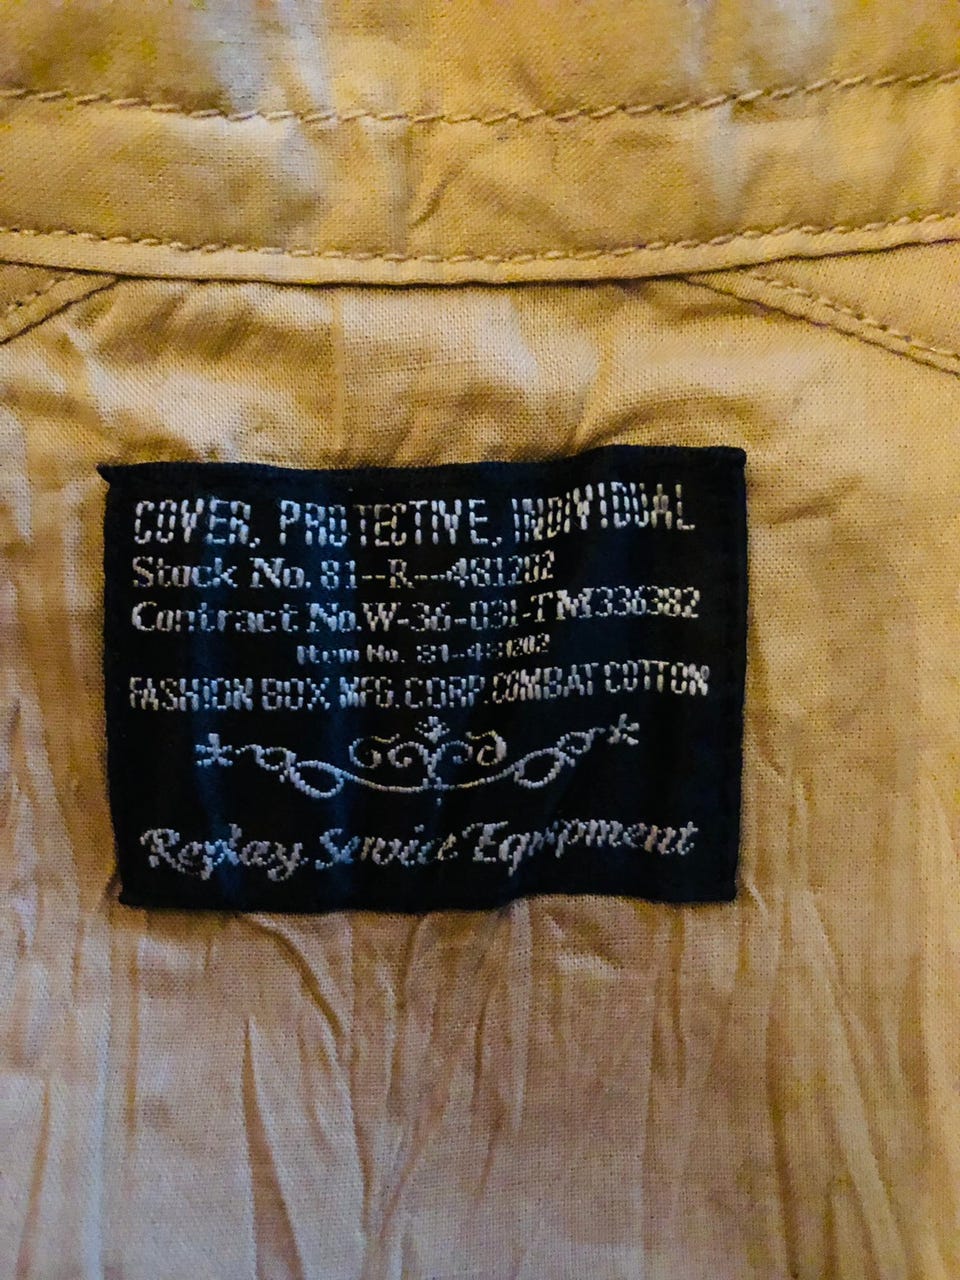 COVER, PROTECTIVE, INDIVIDUAL
Stock No. 81--R---481202
Contract No.W-36-031-TM336382
Item No. 81-481202
FASHION BOX MFG.CORP.COMBAT COTTON
Replay Service Equipment